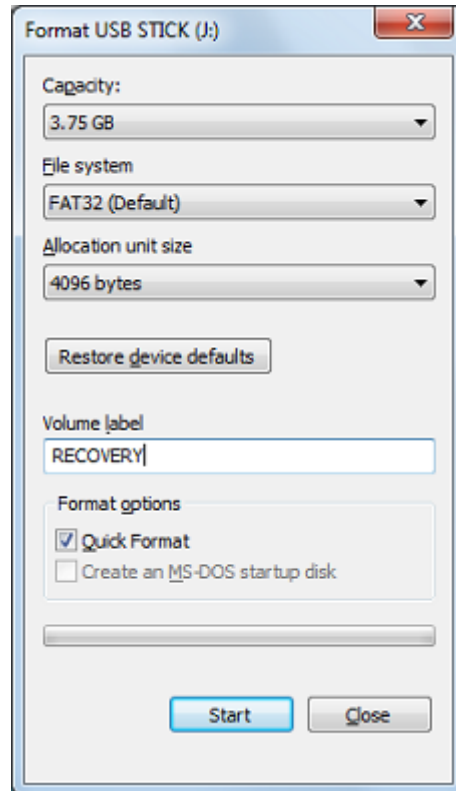 Format USB STICK (J:)
Capacity:
3.75 GB
File system
FAT32 (Default)
Allocation unit size
4096 bytes
Restore device defaults
Volume label
RECOVERY
Format options
Quick Format
Create an MS-DOS startup disk
Start Close